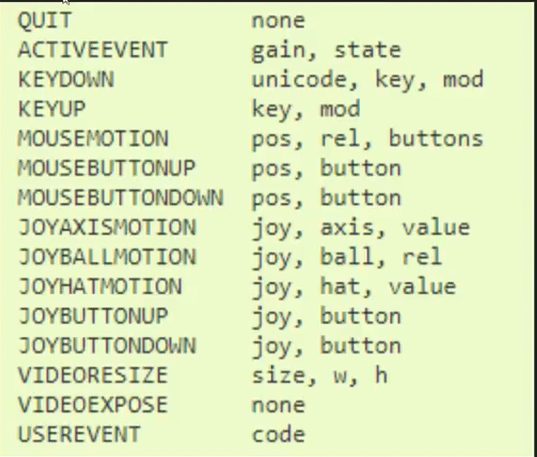 QUIT none
ACTIVEEVENT gain, state
KEYDOWN unicode, key, mod
KEYUP key, mod
MOUSEMOTION pos, rel, buttons
MOUSEBUTTONUP pos, button
MOUSEBUTTONDOWN pos, button
JOYAXISMOTION joy, axis, value
JOYBALLMOTION joy, ball, rel
JOYHATMOTION joy, hat, value
JOYBUTTONUP joy, button
JOYBUTTONDOWN joy, button
VIDEORESIZE size, w, h
VIDEOEXPOSE none
USEREVENT code